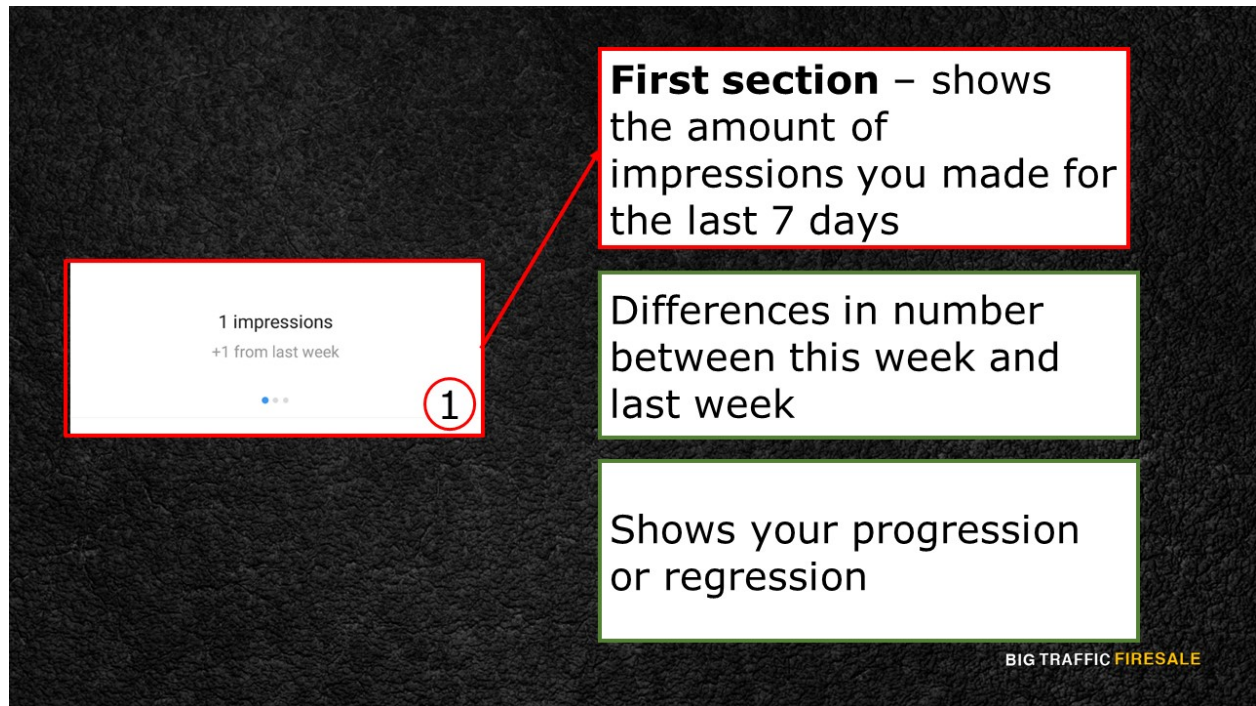 First section – shows
the amount of
impressions you made for
the last 7 days
1 impressions
+1 from last week
1
Differences in number
between this week and
last week
Shows your progression
or regression
BIG TRAFFIC FIRESALE